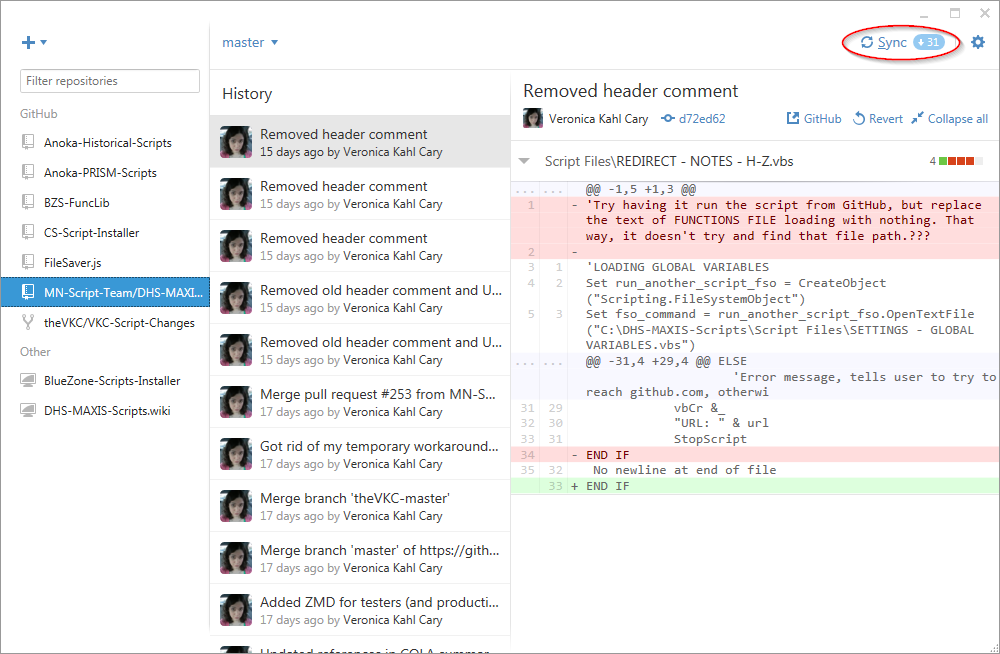 master
Sync +31
Filter repositories
GitHub
Anoka-Historical-Scripts
Anoka-PRISM-Scripts
BZS-FuncLib
CS-Script-Installer
FileSaver.js
MN-Script-Team/DHS-MAXI...
theVKC/VKC-Script-Changes
Other
BlueZone-Scripts-Installer
DHS-MAXIS-Scripts.wiki
History
Removed header comment
15 days ago by Veronica Kahl Cary
Removed header comment
15 days ago by Veronica Kahl Cary
Removed header comment
15 days ago by Veronica Kahl Cary
Removed old header comment and U...
15 days ago by Veronica Kahl Cary
Removed old header comment and U...
15 days ago by Veronica Kahl Cary
Merge pull request #253 from MN-S...
17 days ago by Veronica Kahl Cary
Got rid of my temporary workaround...
17 days ago by Veronica Kahl Cary
Merge branch 'theVKC-master'
17 days ago by Veronica Kahl Cary
Merge branch 'master' of https://gith...
17 days ago by Veronica Kahl Cary
Added ZMD for testers (and producti...
17 days ago by Veronica Kahl Cary
Updated references in COLA summar
Removed header comment
Veronica Kahl Cary d72ed62 GitHub Revert Collapse all
Script Files\REDIRECT - NOTES - H-Z.vbs 4
... ... @@ -1,5 +1,3 @@
1 - 'Try having it run the script from GitHub, but replace
the text of FUNCTIONS FILE loading with nothing. That
way, it doesn't try and find that file path.???
2 -
3 1 'LOADING GLOBAL VARIABLES
4 2 Set run_another_script_fso = CreateObject
("Scripting.FileSystemObject")
5 3 Set fso_command = run_another_script_fso.OpenTextFile
("C:\DHS-MAXIS-Scripts\Script Files\SETTINGS - GLOBAL
VARIABLES.vbs")
... ... @@ -31,4 +29,4 @@ ELSE
'Error message, tells user to try to
reach github.com, otherwi
31 29 vbCr &_
32 30 "URL: " & url
33 31 StopScript
34 - END IF
35 32 No newline at end of file
33 + END IF